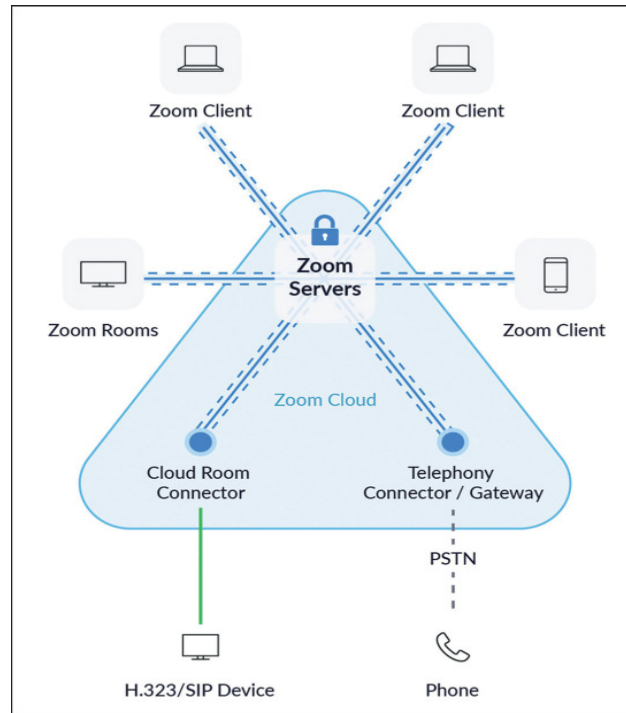 Zoom Client
Zoom Client
Zoom
Servers
Zoom Rooms
Zoom Client
Zoom Cloud
Cloud Room
Connector
Telephony
Connector / Gateway
PSTN
H.323/SIP Device
Phone